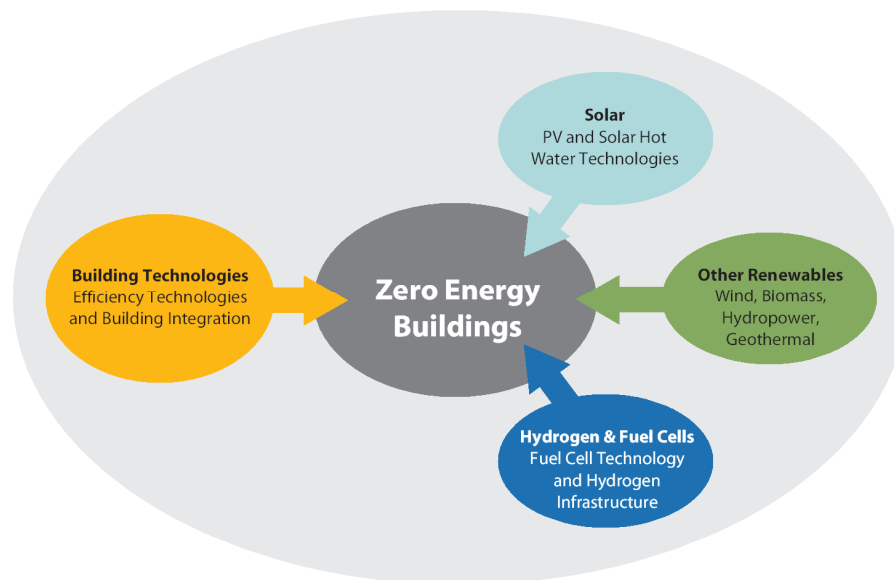 Solar
PV and Solar Hot
Water Technologies
Building Technologies
Efficiency Technologies
and Building Integration
Zero Energy
Buildings
Other Renewables
Wind, Biomass,
Hydropower,
Geothermal
Hydrogen & Fuel Cells
Fuel Cell Technology
and Hydrogen
Infrastructure